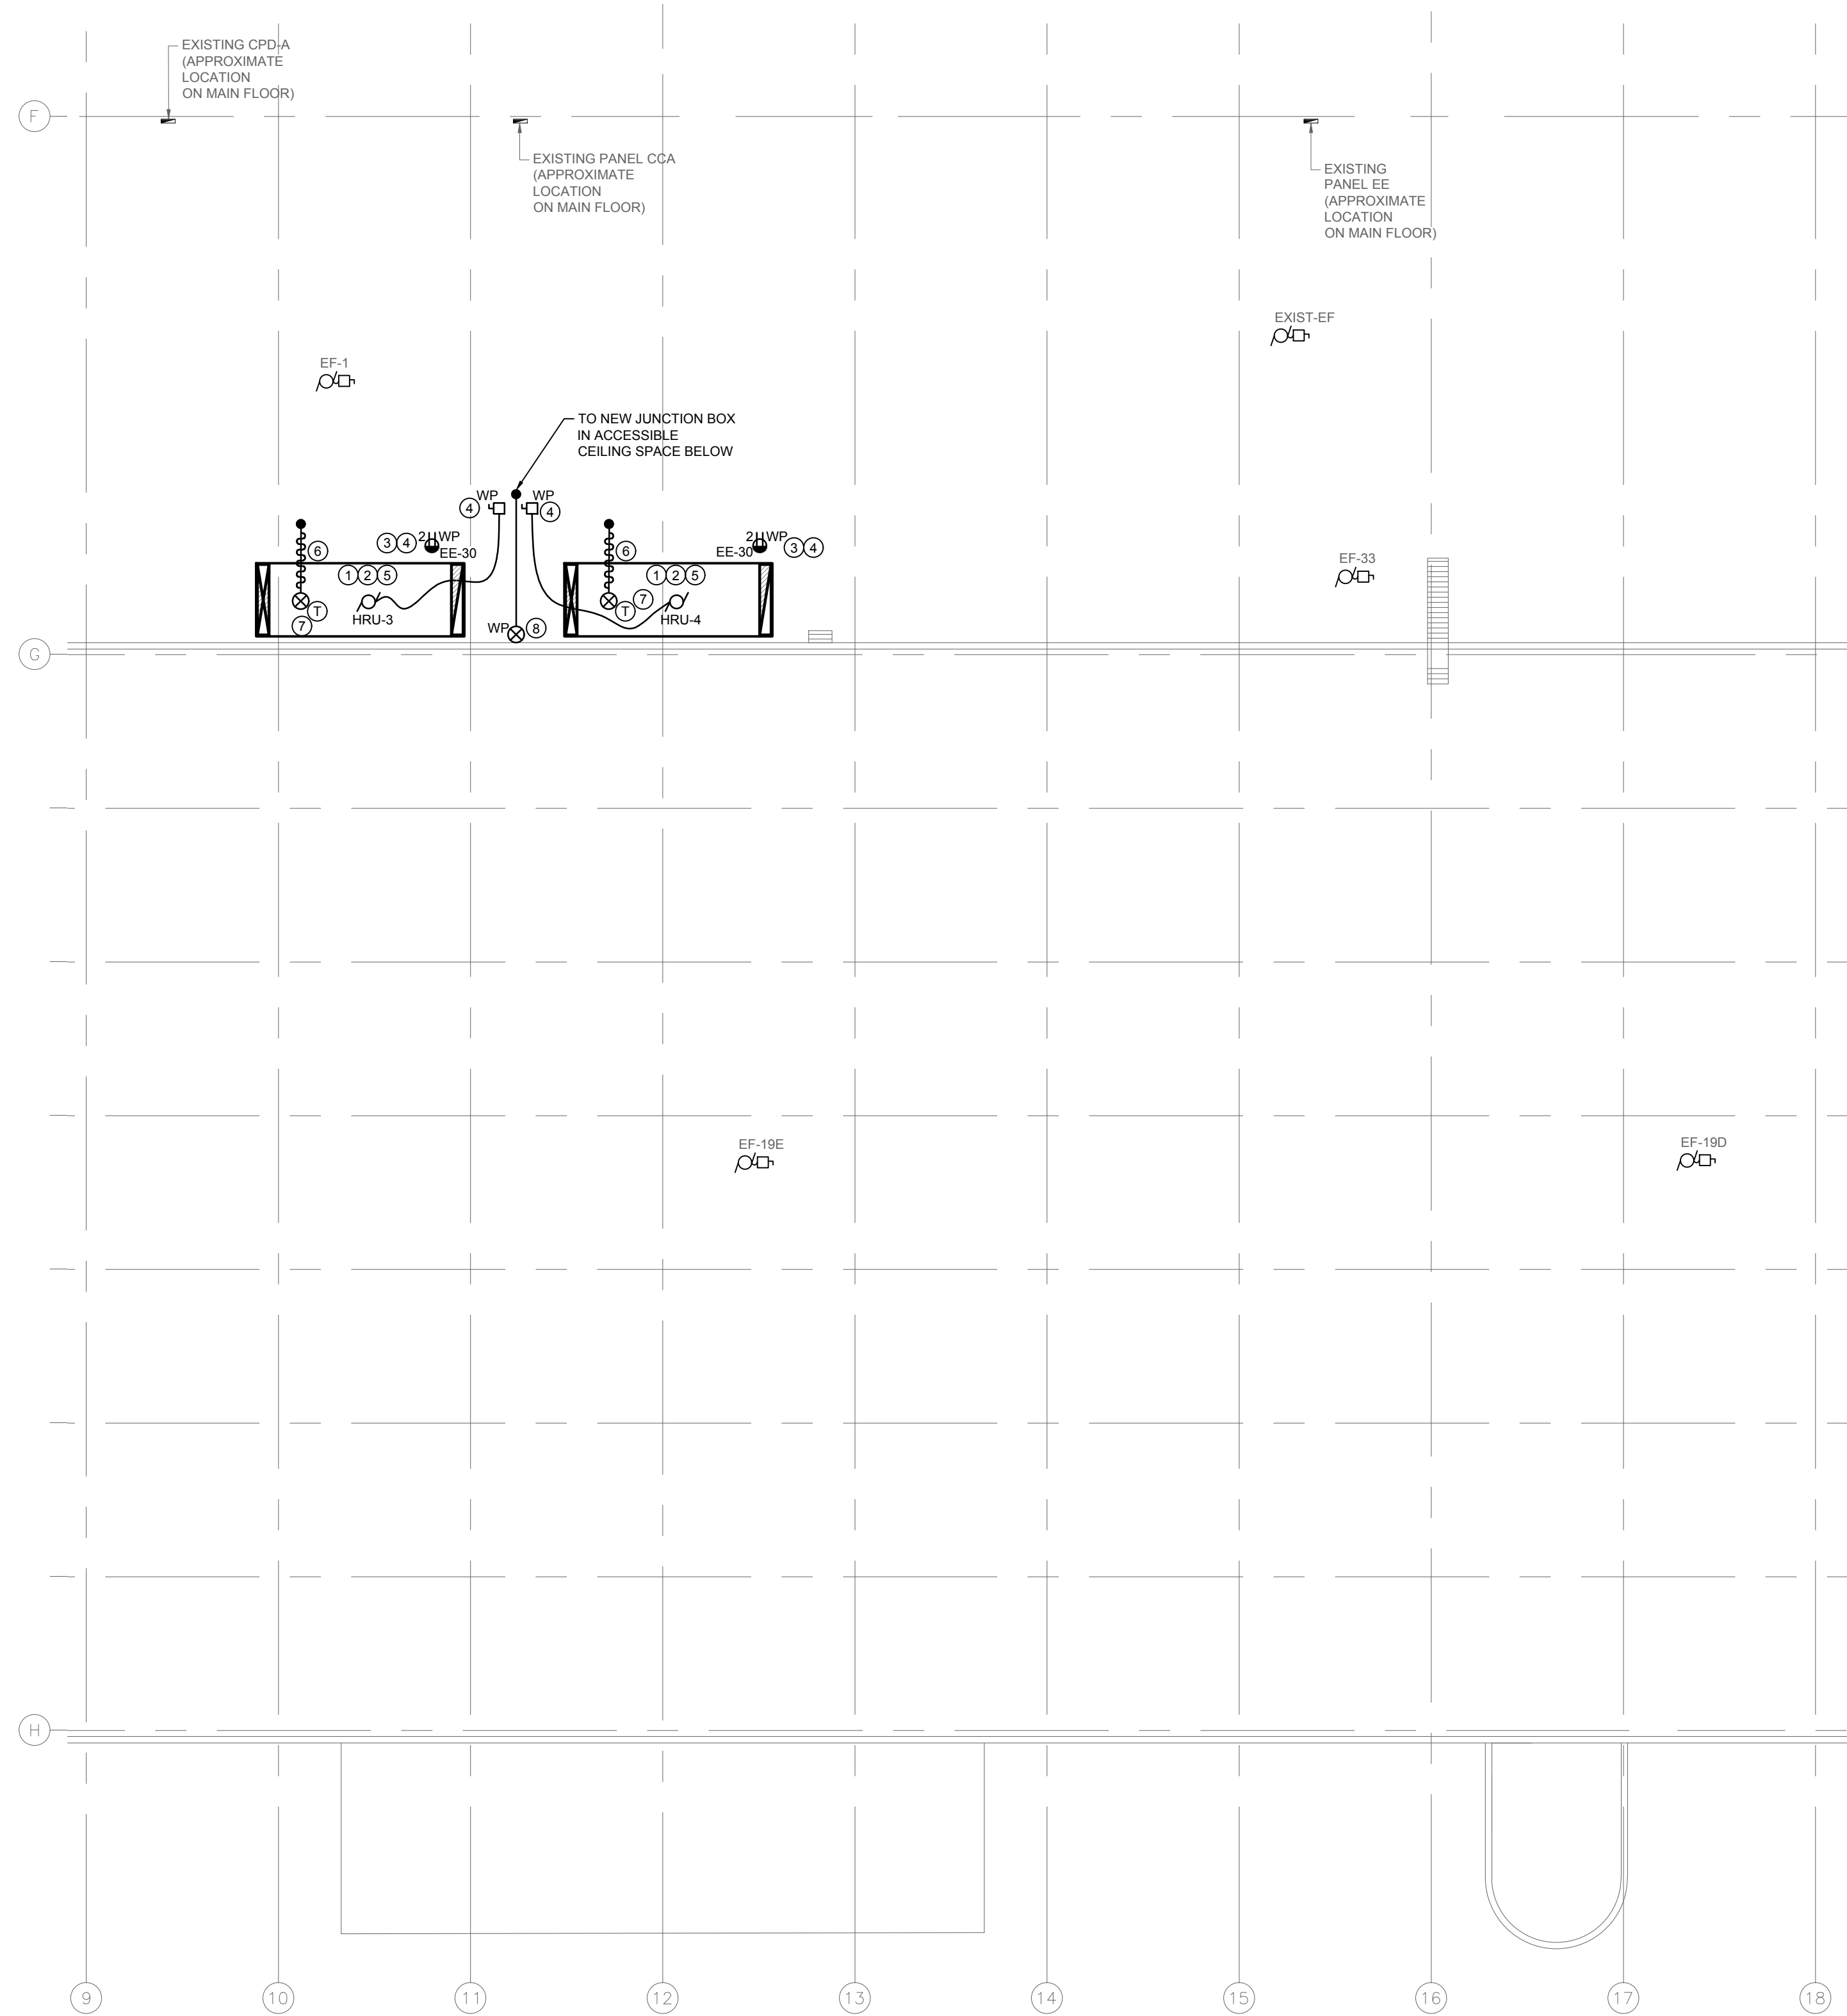 EXISTING CPD-A
(APPROXIMATE
LOCATION
ON MAIN FLOOR)
F
EXISTING PANEL CCA
(APPROXIMATE
LOCATION
ON MAIN FLOOR)
EXISTING
PANEL EE
(APPROXIMATE
LOCATION
ON MAIN FLOOR)
EXIST-EF
EF-1
TO NEW JUNCTION BOX
IN ACCESSIBLE
CEILING SPACE BELOW
4 WP
WP 4
6
3 4 2 WP
EE-30
6
2 WP 3 4
EE-30
EF-33
1 2 5
T
7
HRU-3
1 2 5
7
T
HRU-4
WP 8
G
EF-19E
EF-19D
H
9 10 11 12 13 14 15 16 17 18